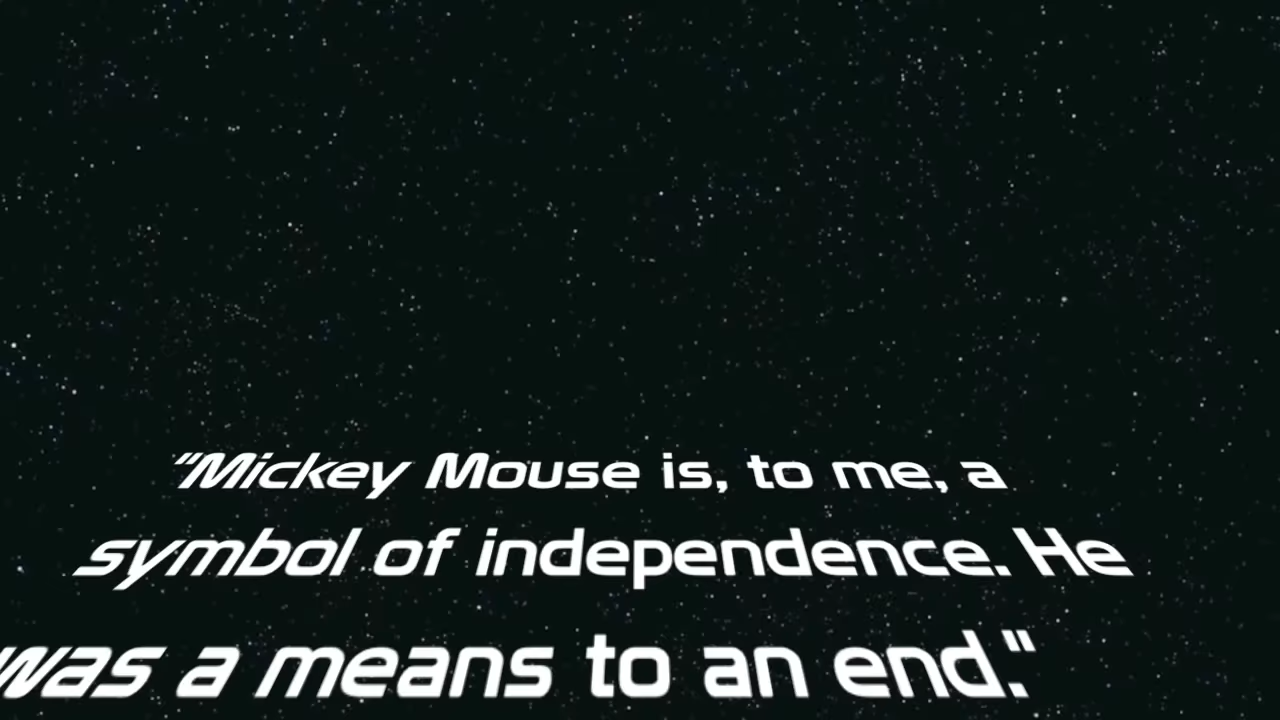 "Mickey Mouse is, to me, a
symbol of independence. He
was a means to an end."